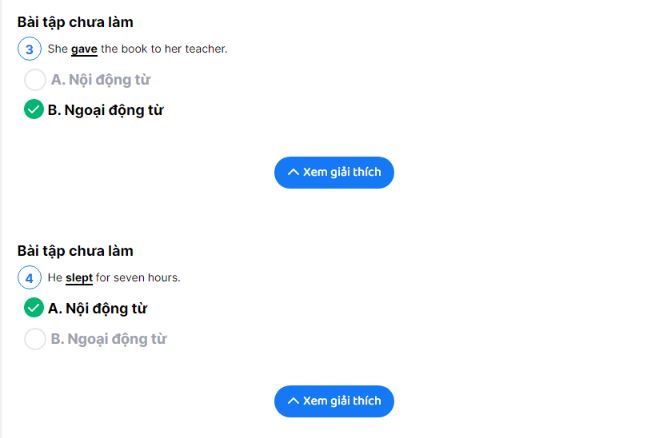 Bài tập chưa làm
3 She gave the book to her teacher.
A. Nội động từ
B. Ngoại động từ
Xem giải thích
Bài tập chưa làm
4 He slept for seven hours.
A. Nội động từ
B. Ngoại động từ
Xem giải thích